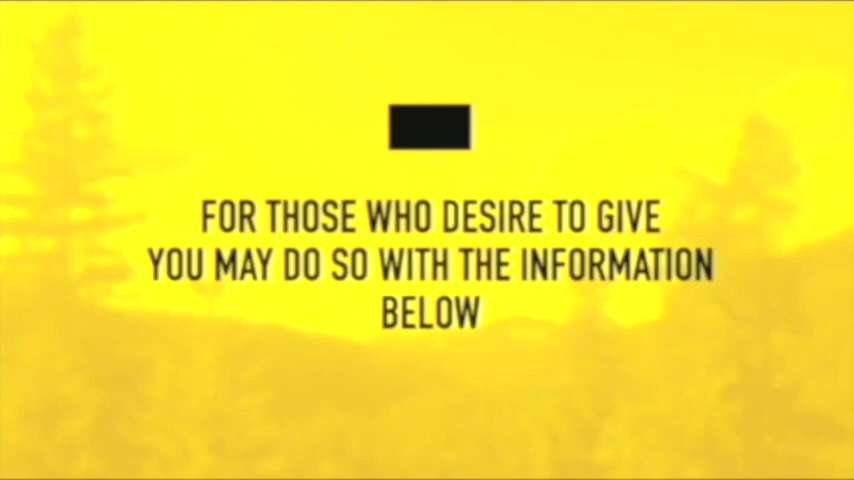 FOR THOSE WHO DESIRE TO GIVE
YOU MAY DO SO WITH THE INFORMATION
BELOW